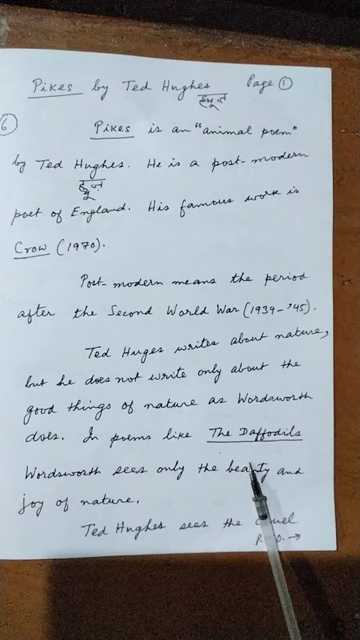 Pikes by Ted Hughes Page ①
ह्यूज
6
Pikes is an "animal poem"
by Ted Hughes. He is a post-modern
ह्यूज
poet of England. His famous work is
Crow (1970).
Post-modern means the period
after the Second World War (1939-'45).
Ted Huges writes about nature,
but he does not write only about the
good things of nature as Wordsworth
does. In poems like The Daffodils
Wordsworth sees only the beauty and
joy of nature.
Ted Hughes sees the cruel
P. O. →